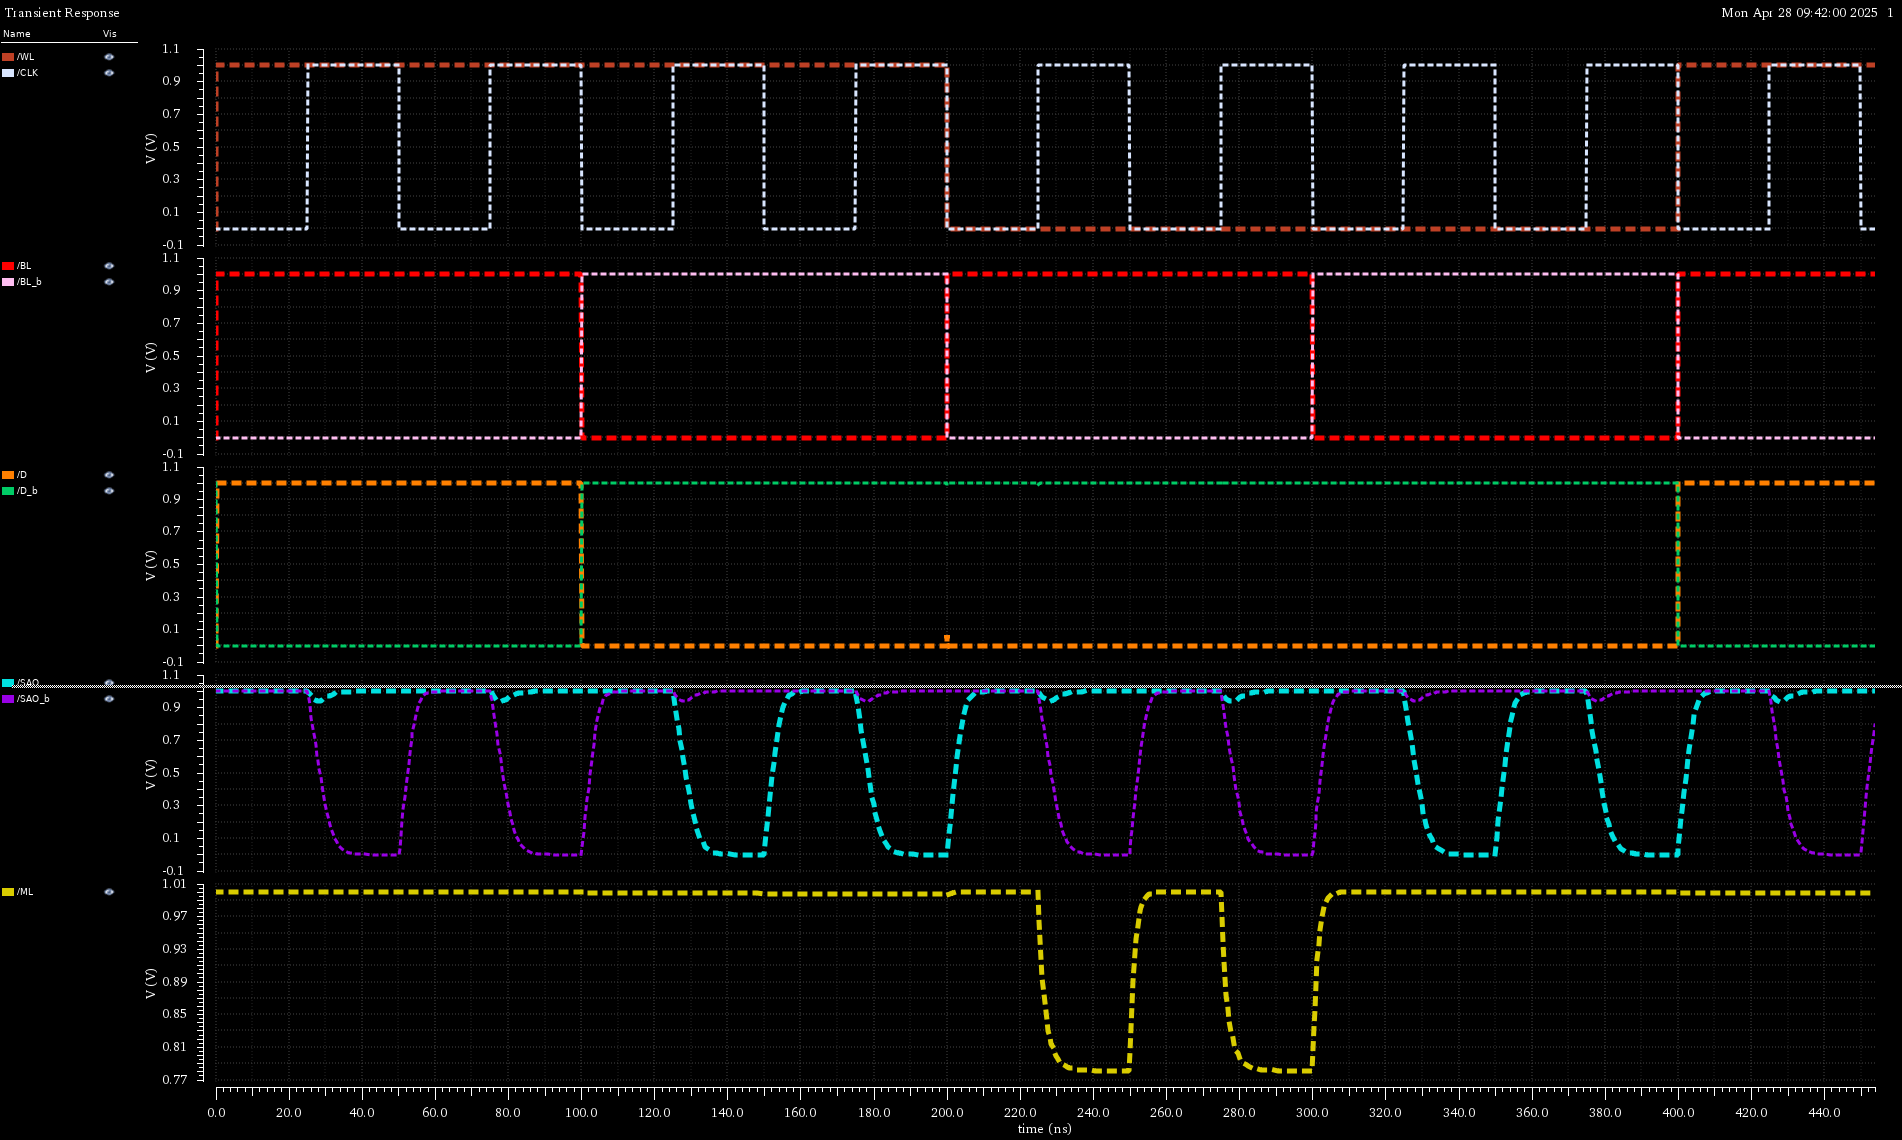 Transient Response
Mon Apr 28 09:42:00 2025 1
Name Vis
/WL
/CLK
1.1
0.9
0.7
0.5
0.3
0.1
-0.1
V (V)
/BL
/BL_b
1.1
0.9
0.7
0.5
0.3
0.1
-0.1
V (V)
/D
/D_b
1.1
0.9
0.7
0.5
0.3
0.1
-0.1
V (V)
/SAO
/SAO_b
1.1
0.9
0.7
0.5
0.3
0.1
-0.1
V (V)
/ML
1.01
0.97
0.93
0.89
0.85
0.81
0.77
V (V)
0.0 20.0 40.0 60.0 80.0 100.0 120.0 140.0 160.0 180.0 200.0 220.0 240.0 260.0 280.0 300.0 320.0 340.0 360.0 380.0 400.0 420.0 440.0
time (ns)